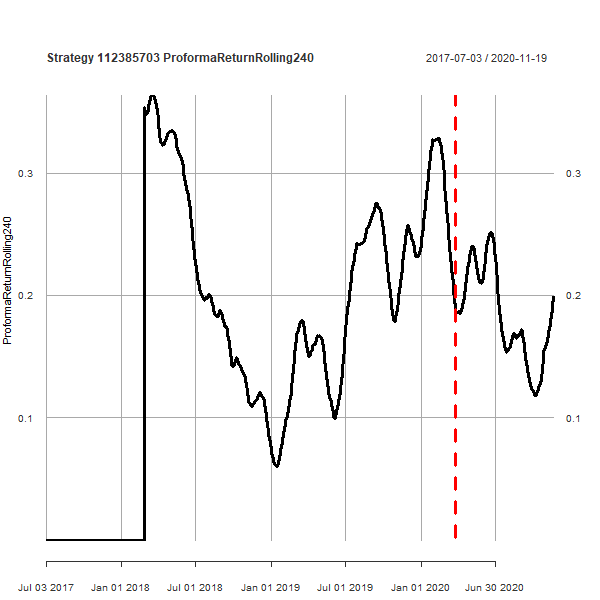 Strategy 112385703 ProformaReturnRolling240
2017-07-03 / 2020-11-19
ProformaReturnRolling240
0.3
0.2
0.1
0.3
0.2
0.1
Jul 03 2017
Jan 01 2018
Jul 01 2018
Jan 01 2019
Jul 01 2019
Jan 01 2020
Jun 30 2020